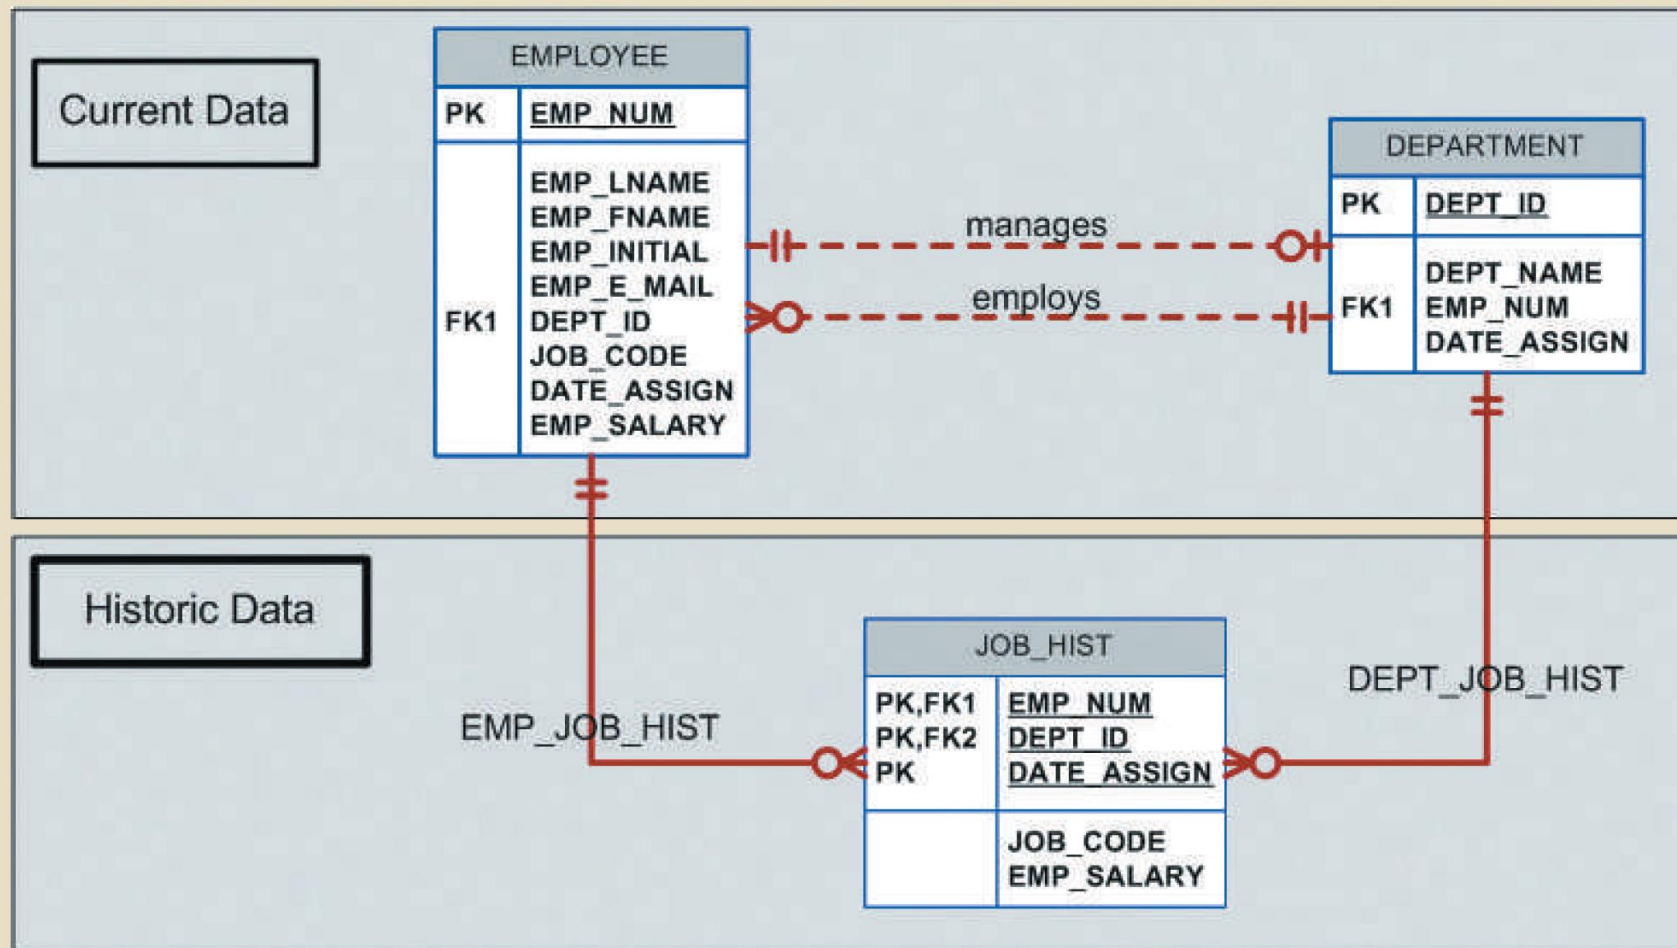 Current Data
EMPLOYEE
PK EMP_NUM
EMP_LNAME
EMP_FNAME
EMP_INITIAL
EMP_E_MAIL
FK1 DEPT_ID
JOB_CODE
DATE_ASSIGN
EMP_SALARY
manages
employs
DEPARTMENT
PK DEPT_ID
DEPT_NAME
FK1 EMP_NUM
DATE_ASSIGN
Historic Data
EMP_JOB_HIST
JOB_HIST
PK,FK1 EMP_NUM
PK,FK2 DEPT_ID
PK DATE_ASSIGN
JOB_CODE
EMP_SALARY
DEPT_JOB_HIST